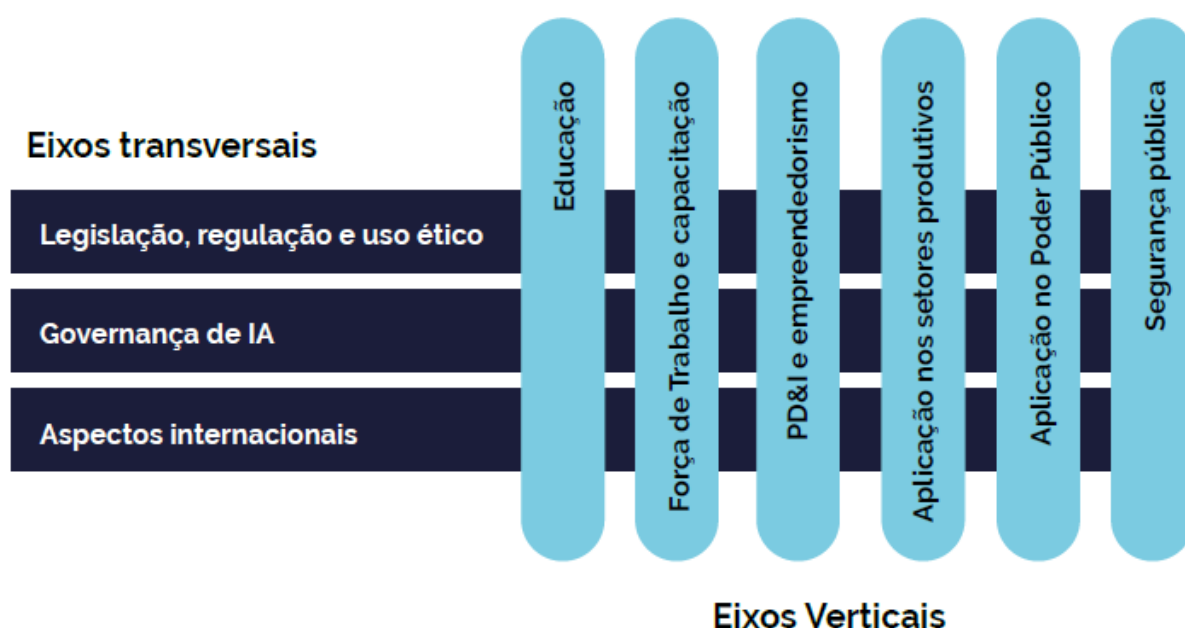 Eixos transversais
Legislação, regulação e uso ético
Governança de IA
Aspectos internacionais
Educação
Força de Trabalho e capacitação
PD&I e empreendedorismo
Aplicação nos setores produtivos
Aplicação no Poder Público
Segurança pública
Eixos Verticais